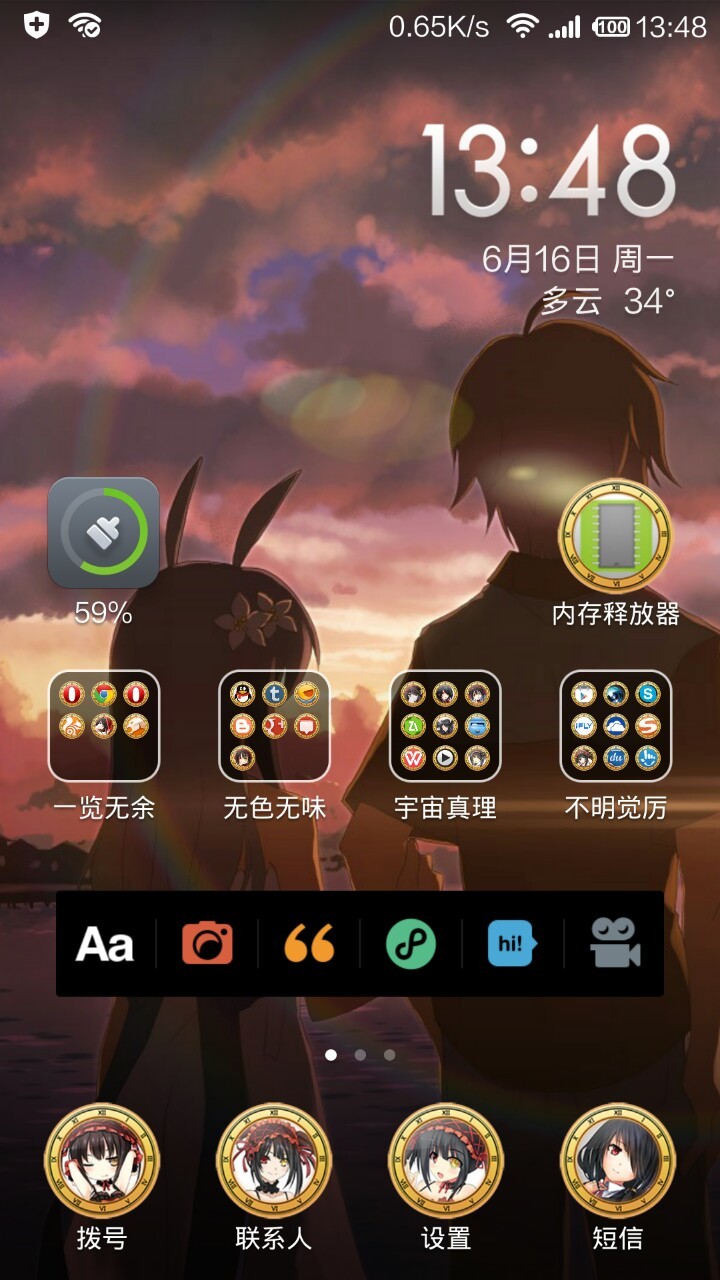 0.65K/s 100 13:48
13:48
6月16日 周一
多云 34°
59%
内存释放器
一览无余 无色无味 宇宙真理 不明觉厉
Aa hi!
拨号 联系人 设置 短信